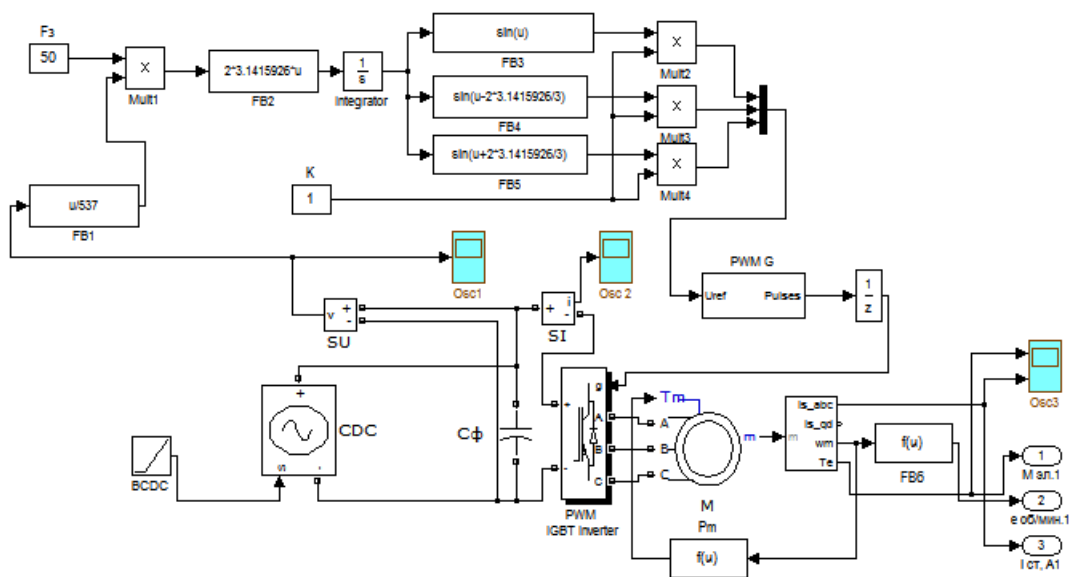 Fз
50
x
Mult1
2*3.1415926*u
FB2
1
s
Integrator
sin(u)
FB3
x
Mult2
sin(u-2*3.1415926/3)
FB4
x
Mult3
sin(u+2*3.1415926/3)
FB5
x
Mult4
K
1
u/537
FB1
Osc1
Osc 2
PWM G
Uref
Pulses
1
z
v
+
-
SU
+
i
-
SI
Osc3
+
s
-
CDC
BCDC
Cф
g
+
-
A
B
C
PWM
IGBT Inverter
Tm
A
B
C
m
M
Pm
f(u)
m
Is_abc
Is_qd
wm
Te
f(u)
FB6
1
М эл.1
2
е об/мин.1
3
I ст, А1